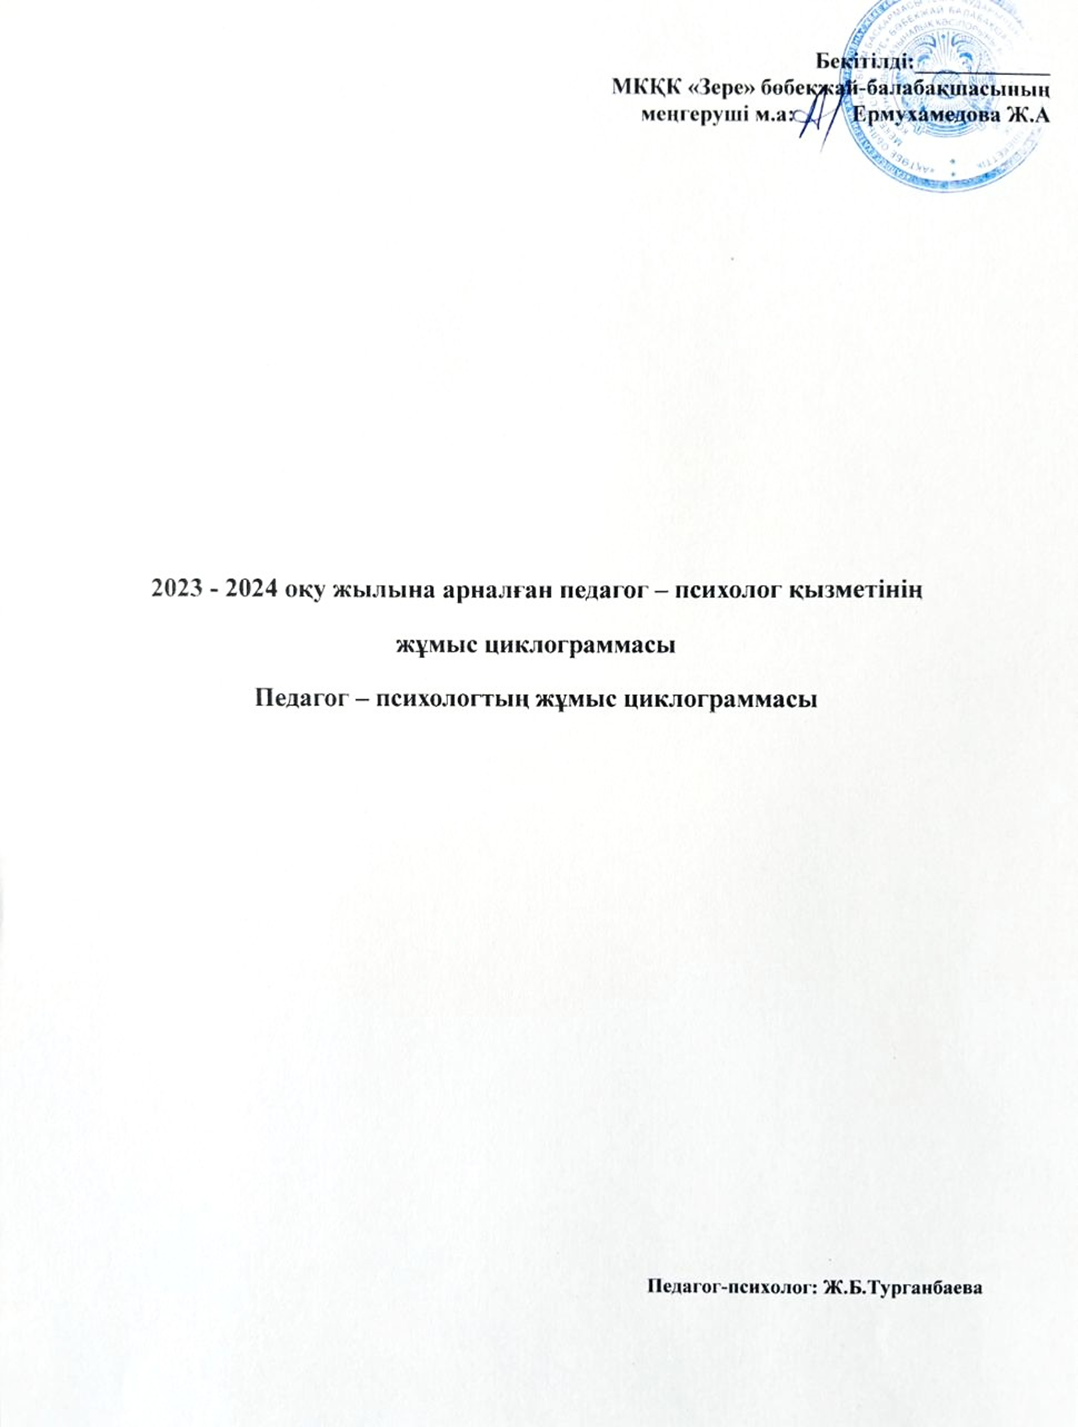 Бекітілді:____________
МКҚК «Зере» бөбекжай-балабақшасының
меңгеруші м.а: Ермухамедова Ж.А
2023 - 2024 оқу жылына арналған педагог – психолог қызметінің
жұмыс циклограммасы
Педагог – психологтың жұмыс циклограммасы
Педагог-психолог: Ж.Б.Турганбаева